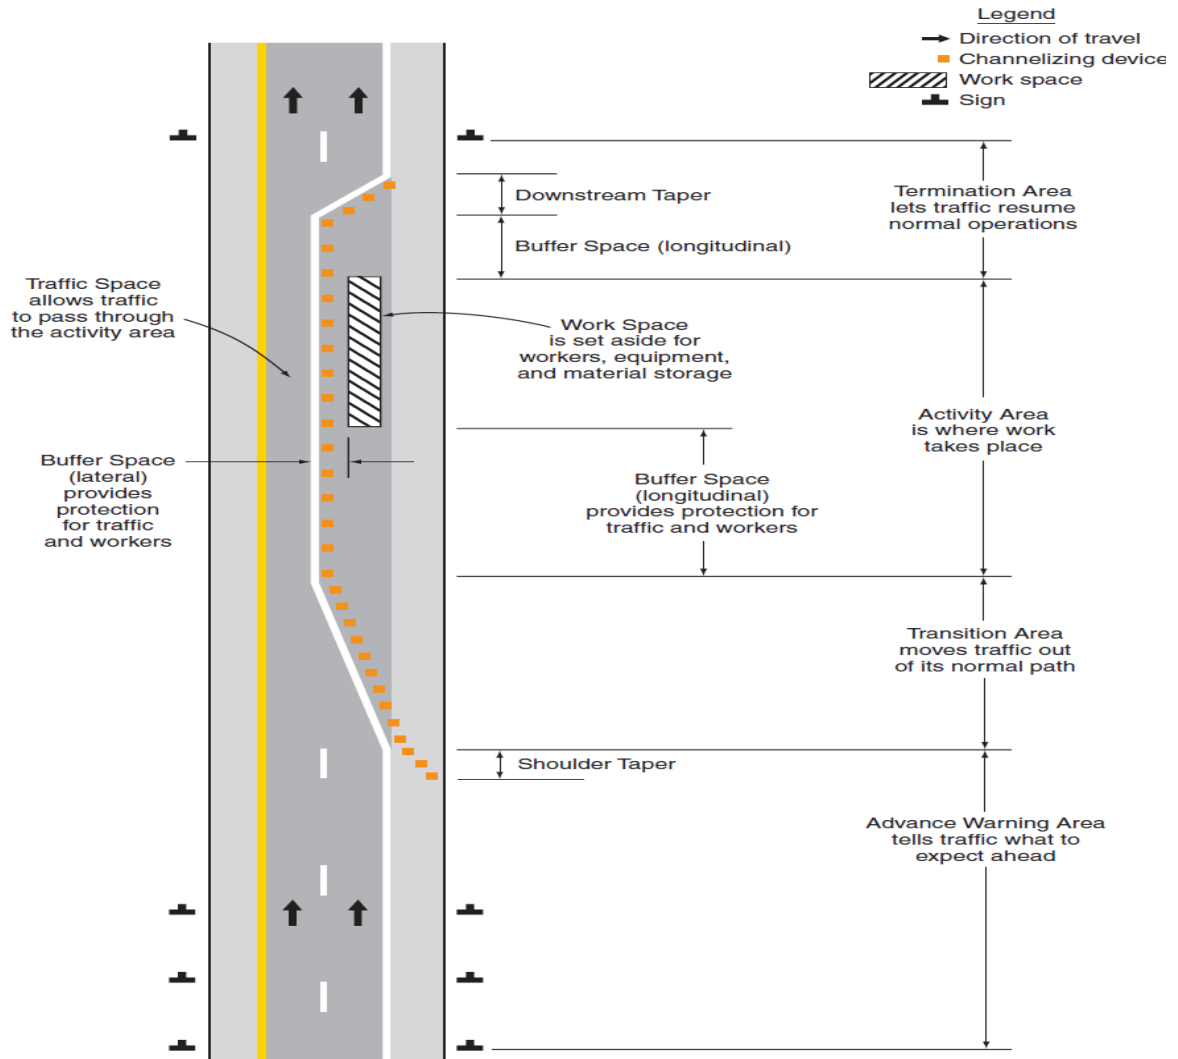 Legend
Direction of travel
Channelizing device
Work space
Sign
Downstream Taper
Termination Area
lets traffic resume
normal operations
Buffer Space (longitudinal)
Traffic Space
allows traffic
to pass through
the activity area
Work Space
is set aside for
workers, equipment,
and material storage
Activity Area
is where work
takes place
Buffer Space
(lateral)
provides
protection
for traffic
and workers
Buffer Space
(longitudinal)
provides protection for
traffic and workers
Transition Area
moves traffic out
of its normal path
Shoulder Taper
Advance Warning Area
tells traffic what to
expect ahead